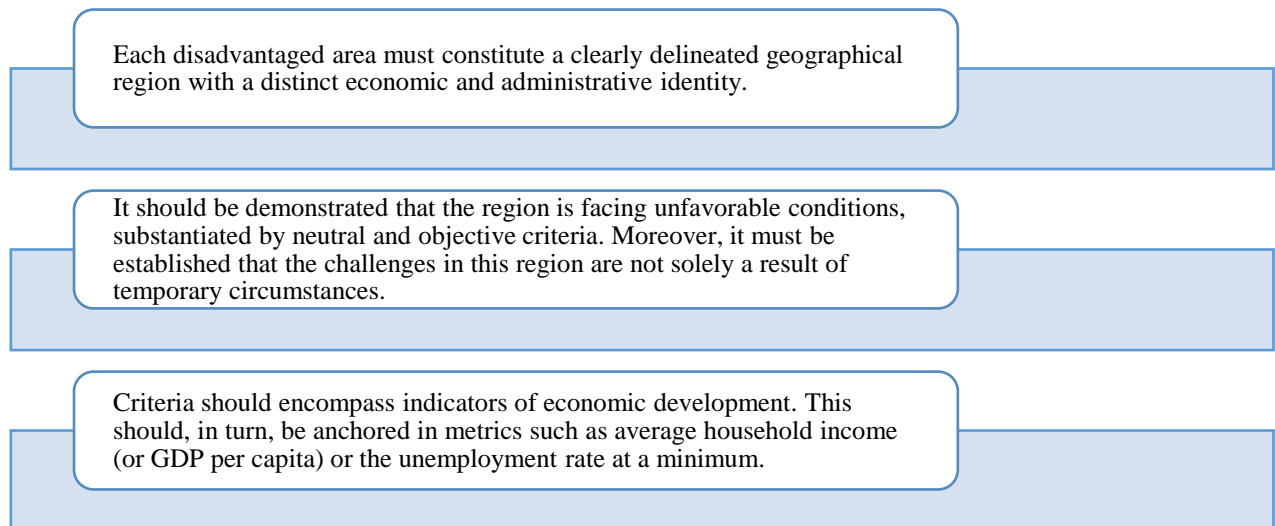 Each disadvantaged area must constitute a clearly delineated geographical
region with a distinct economic and administrative identity.
It should be demonstrated that the region is facing unfavorable conditions,
substantiated by neutral and objective criteria. Moreover, it must be
established that the challenges in this region are not solely a result of
temporary circumstances.
Criteria should encompass indicators of economic development. This
should, in turn, be anchored in metrics such as average household income
(or GDP per capita) or the unemployment rate at a minimum.